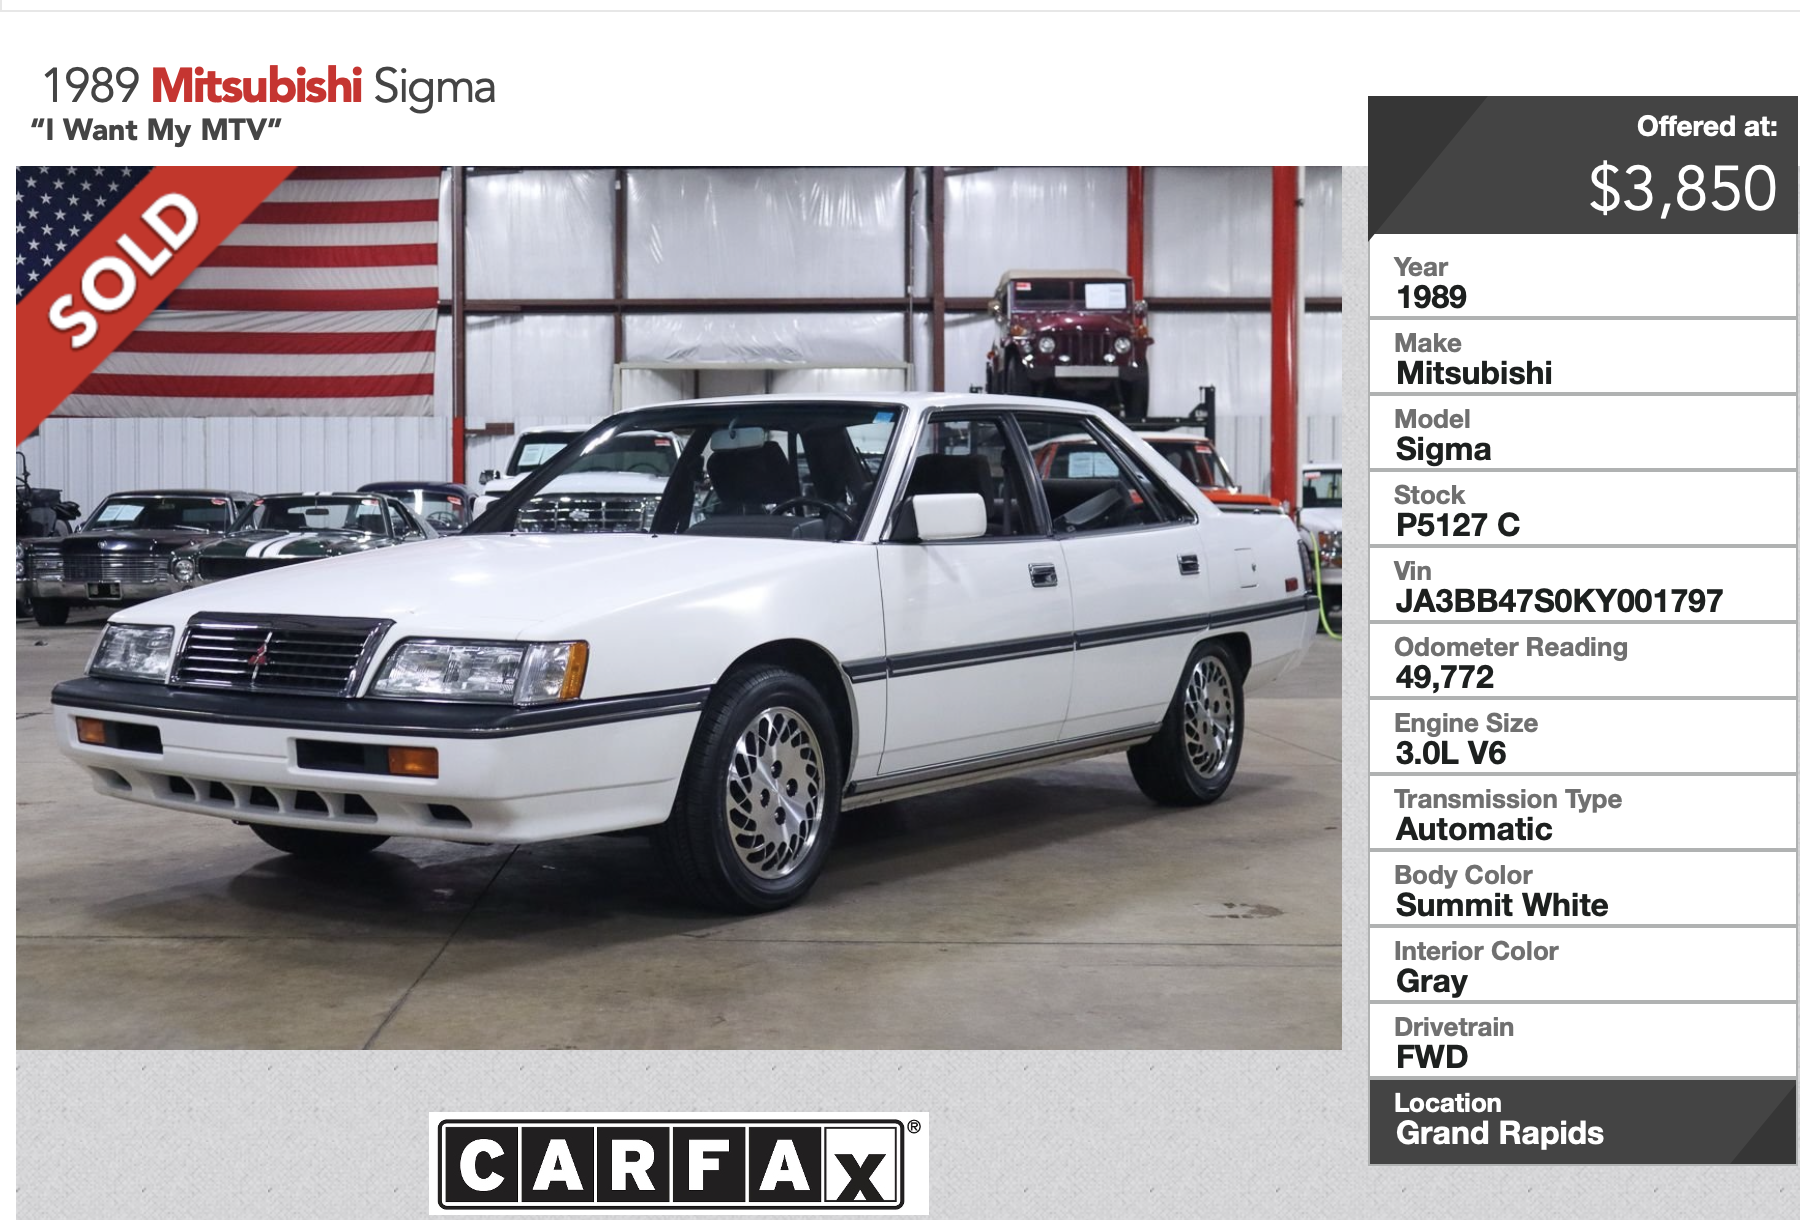 1989 Mitsubishi Sigma
“I Want My MTV”
SOLD
Offered at:
$3,850
Year
1989
Make
Mitsubishi
Model
Sigma
Stock
P5127 C
Vin
JA3BB47S0KY001797
Odometer Reading
49,772
Engine Size
3.0L V6
Transmission Type
Automatic
Body Color
Summit White
Interior Color
Gray
Drivetrain
FWD
Location
Grand Rapids
CARFAX®